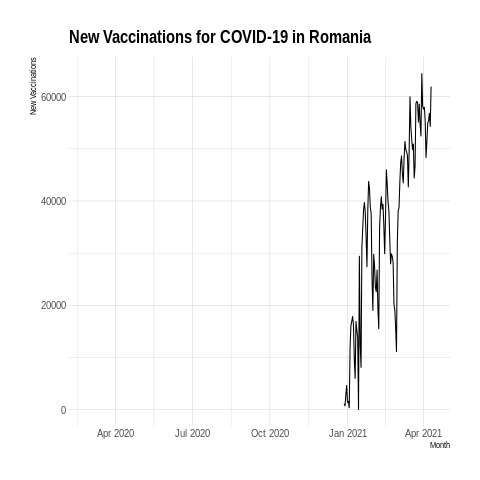 New Vaccinations for COVID-19 in Romania
New Vaccinations
60000
40000
20000
0
Apr 2020
Jul 2020
Oct 2020
Jan 2021
Apr 2021
Month